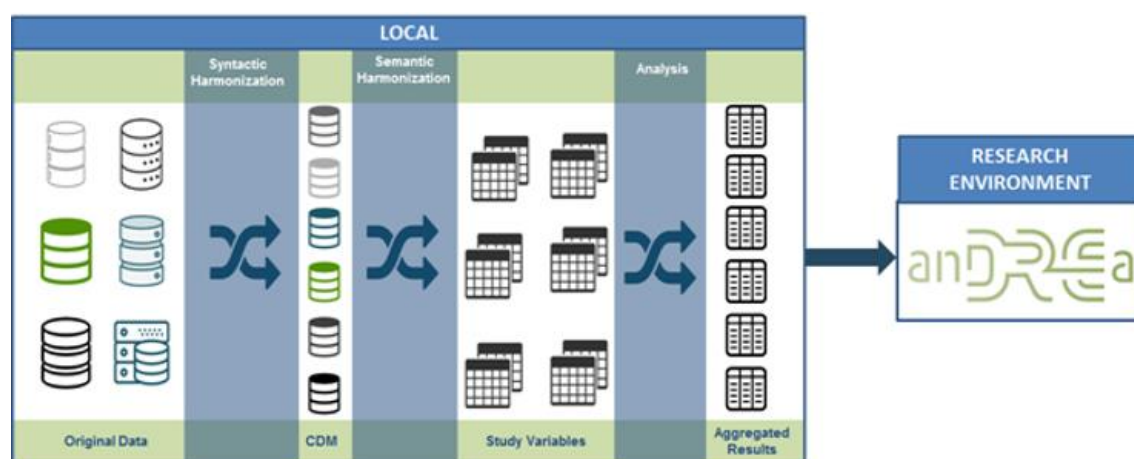 LOCAL
Syntactic
Harmonization
Semantic
Harmonization
Analysis
Original Data
CDM
Study Variables
Aggregated
Results
RESEARCH
ENVIRONMENT
anDREa